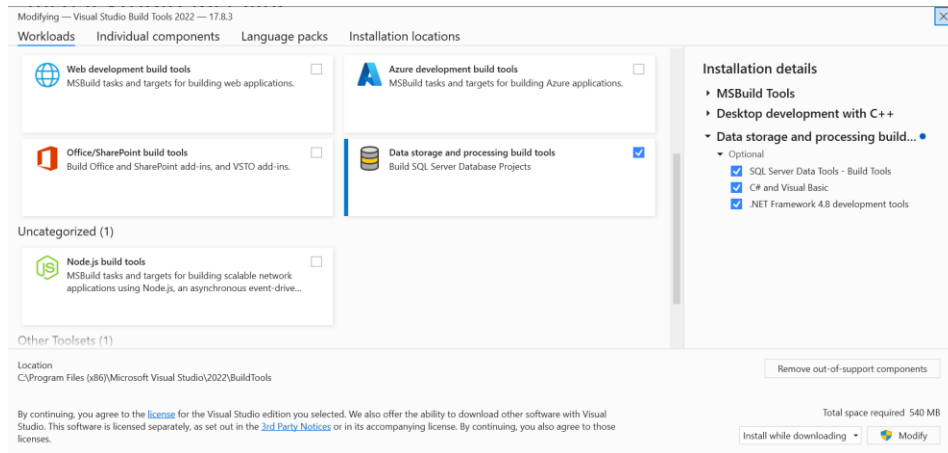 Modifying — Visual Studio Build Tools 2022 — 17.8.3
Workloads Individual components Language packs Installation locations
Web development build tools
MSBuild tasks and targets for building web applications.
Azure development build tools
MSBuild tasks and targets for building Azure applications.
Office/SharePoint build tools
Build Office and SharePoint add-ins, and VSTO add-ins.
Data storage and processing build tools
Build SQL Server Database Projects
Uncategorized (1)
Node.js build tools
MSBuild tasks and targets for building scalable network
applications using Node.js, an asynchronous event-drive...
Other Toolsets (1)
Installation details
MSBuild Tools
Desktop development with C++
Data storage and processing build...
Optional
SQL Server Data Tools - Build Tools
C# and Visual Basic
.NET Framework 4.8 development tools
Location
C:\Program Files (x86)\Microsoft Visual Studio\2022\BuildTools
Remove out-of-support components
By continuing, you agree to the license for the Visual Studio edition you selected. We also offer the ability to download other software with Visual
Studio. This software is licensed separately, as set out in the 3rd Party Notices or in its accompanying license. By continuing, you also agree to those
licenses.
Total space required 540 MB
Install while downloading Modify